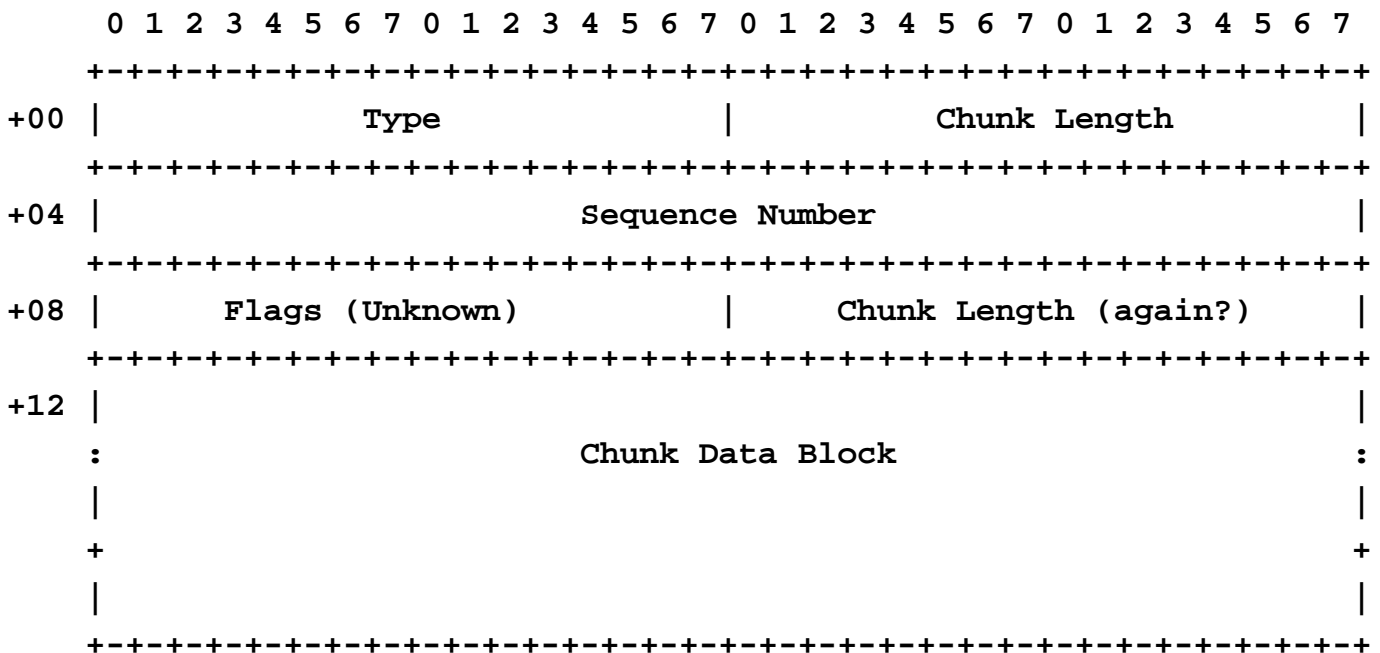 0 1 2 3 4 5 6 7 0 1 2 3 4 5 6 7 0 1 2 3 4 5 6 7 0 1 2 3 4 5 6 7
+-+-+-+-+-+-+-+-+-+-+-+-+-+-+-+-+-+-+-+-+-+-+-+-+-+-+-+-+-+-+-+-+
+00 | Type | Chunk Length |
+-+-+-+-+-+-+-+-+-+-+-+-+-+-+-+-+-+-+-+-+-+-+-+-+-+-+-+-+-+-+-+-+
+04 | Sequence Number |
+-+-+-+-+-+-+-+-+-+-+-+-+-+-+-+-+-+-+-+-+-+-+-+-+-+-+-+-+-+-+-+-+
+08 | Flags (Unknown) | Chunk Length (again?) |
+-+-+-+-+-+-+-+-+-+-+-+-+-+-+-+-+-+-+-+-+-+-+-+-+-+-+-+-+-+-+-+-+
+12 | |
: Chunk Data Block :
| |
+ +
| |
+-+-+-+-+-+-+-+-+-+-+-+-+-+-+-+-+-+-+-+-+-+-+-+-+-+-+-+-+-+-+-+-+